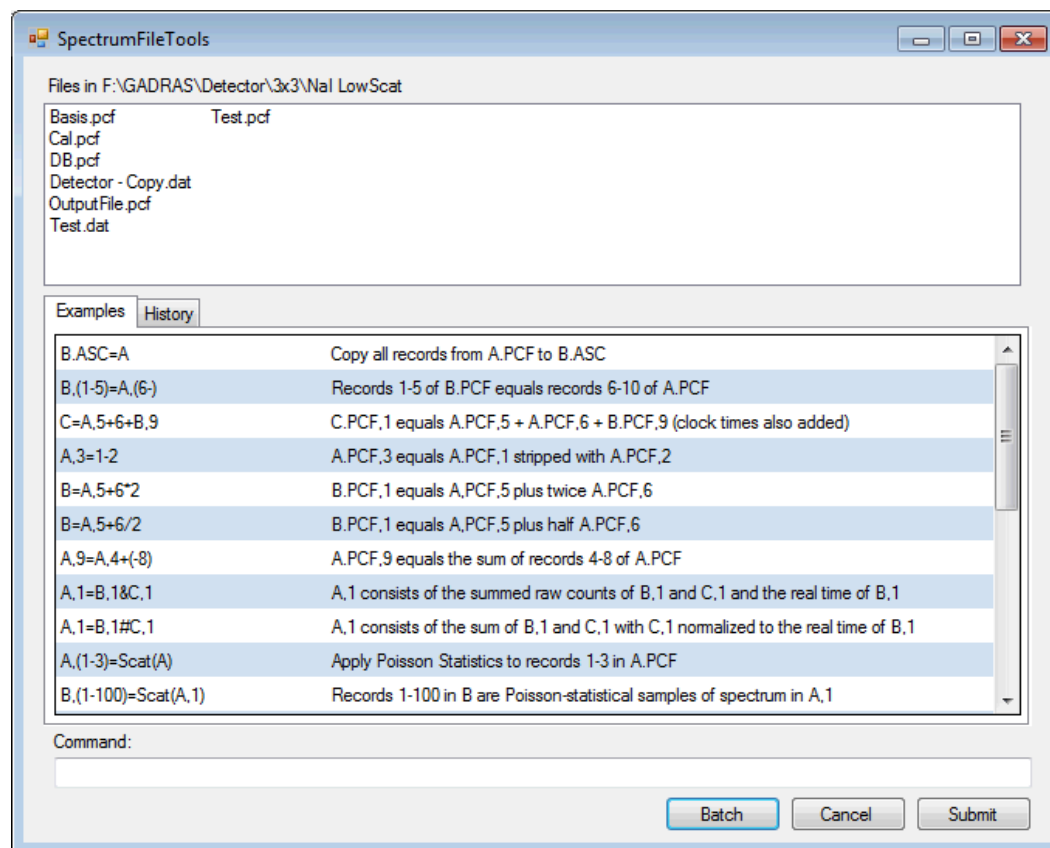 SpectrumFileTools
Files in F:\GADRAS\Detector\3x3\NaI LowScat
Basis.pcf Test.pcf
Cal.pcf
DB.pcf
Detector - Copy.dat
OutputFile.pcf
Test.dat
Examples History
B.ASC=A Copy all records from A.PCF to B.ASC
B,(1-5)=A,(6-) Records 1-5 of B.PCF equals records 6-10 of A.PCF
C=A,5+6+B,9 C.PCF,1 equals A.PCF,5 + A.PCF,6 + B.PCF,9 (clock times also added)
A,3=1-2 A.PCF,3 equals A.PCF,1 stripped with A.PCF,2
B=A,5+6*2 B.PCF,1 equals A,PCF,5 plus twice A.PCF,6
B=A,5+6/2 B.PCF,1 equals A,PCF,5 plus half A.PCF,6
A,9=A,4+(-8) A.PCF,9 equals the sum of records 4-8 of A.PCF
A,1=B,1&C,1 A,1 consists of the summed raw counts of B,1 and C,1 and the real time of B,1
A,1=B,1#C,1 A,1 consists of the sum of B,1 and C,1 with C,1 normalized to the real time of B,1
A,(1-3)=Scat(A) Apply Poisson Statistics to records 1-3 in A.PCF
B,(1-100)=Scat(A,1) Records 1-100 in B are Poisson-statistical samples of spectrum in A,1
Command:
Batch Cancel Submit